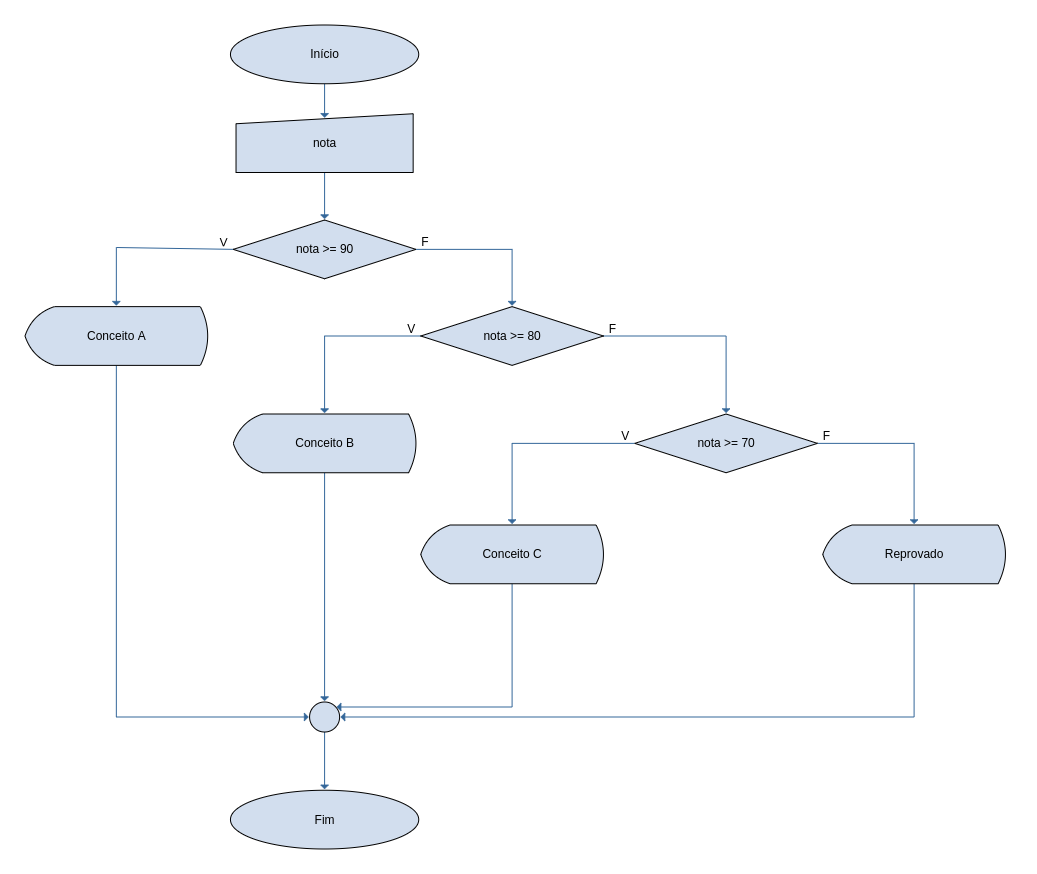 Início
nota
V
nota >= 90
F
Conceito A
V
nota >= 80
F
Conceito B
V
nota >= 70
F
Conceito C
Reprovado
Fim